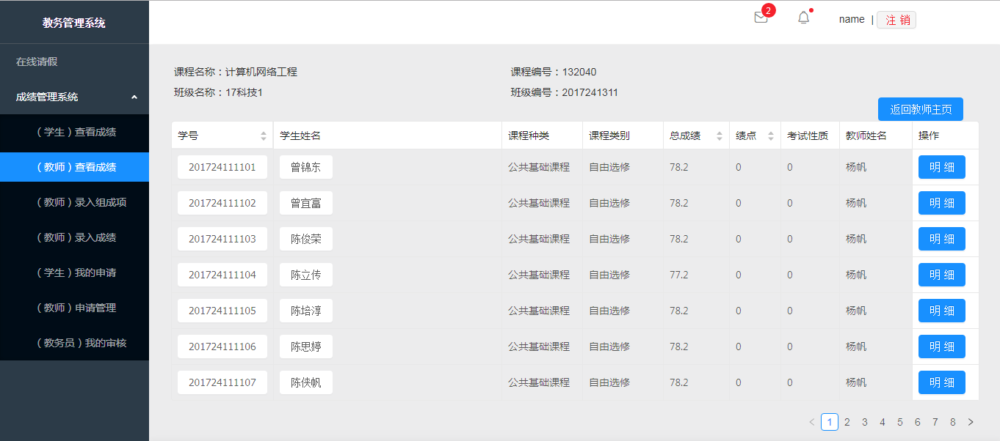 教务管理系统
2
name | 注 销
在线请假
成绩管理系统
（学生）查看成绩
（教师）查看成绩
（教师）录入组成项
（教师）录入成绩
（学生）我的申请
（教师）申请管理
（教务员）我的审核
课程名称：计算机网络工程 课程编号：132040
班级名称：17科技1 班级编号：2017241311
返回教师主页
学号 学生姓名 课程种类 课程类别 总成绩 绩点 考试性质 教师姓名 操作
201724111101 曾锦东 公共基础课程 自由选修 78.2 0 0 杨帆 明 细
201724111102 曾宜富 公共基础课程 自由选修 78.2 0 0 杨帆 明 细
201724111103 陈俊荣 公共基础课程 自由选修 78.2 0 0 杨帆 明 细
201724111104 陈立传 公共基础课程 自由选修 77.2 0 0 杨帆 明 细
201724111105 陈培淳 公共基础课程 自由选修 78.2 0 0 杨帆 明 细
201724111106 陈思婷 公共基础课程 自由选修 78.2 0 0 杨帆 明 细
201724111107 陈侠帆 公共基础课程 自由选修 78.2 0 0 杨帆 明 细
< 1 2 3 4 5 6 7 8 >